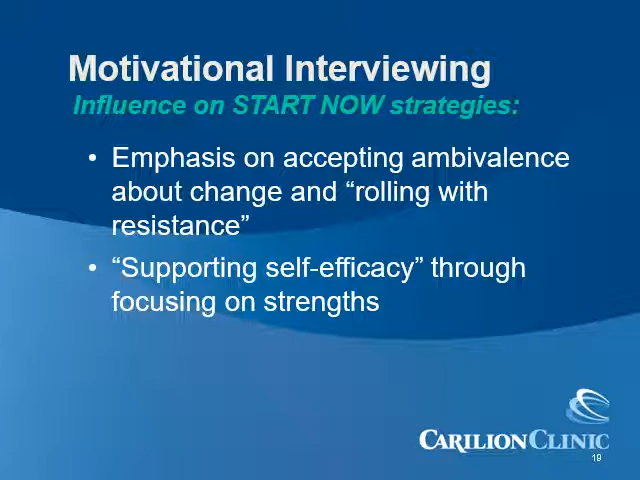 Motivational Interviewing
Influence on START NOW strategies:
• Emphasis on accepting ambivalence
about change and “rolling with
resistance”
• “Supporting self-efficacy” through
focusing on strengths
CARILION CLINIC
19